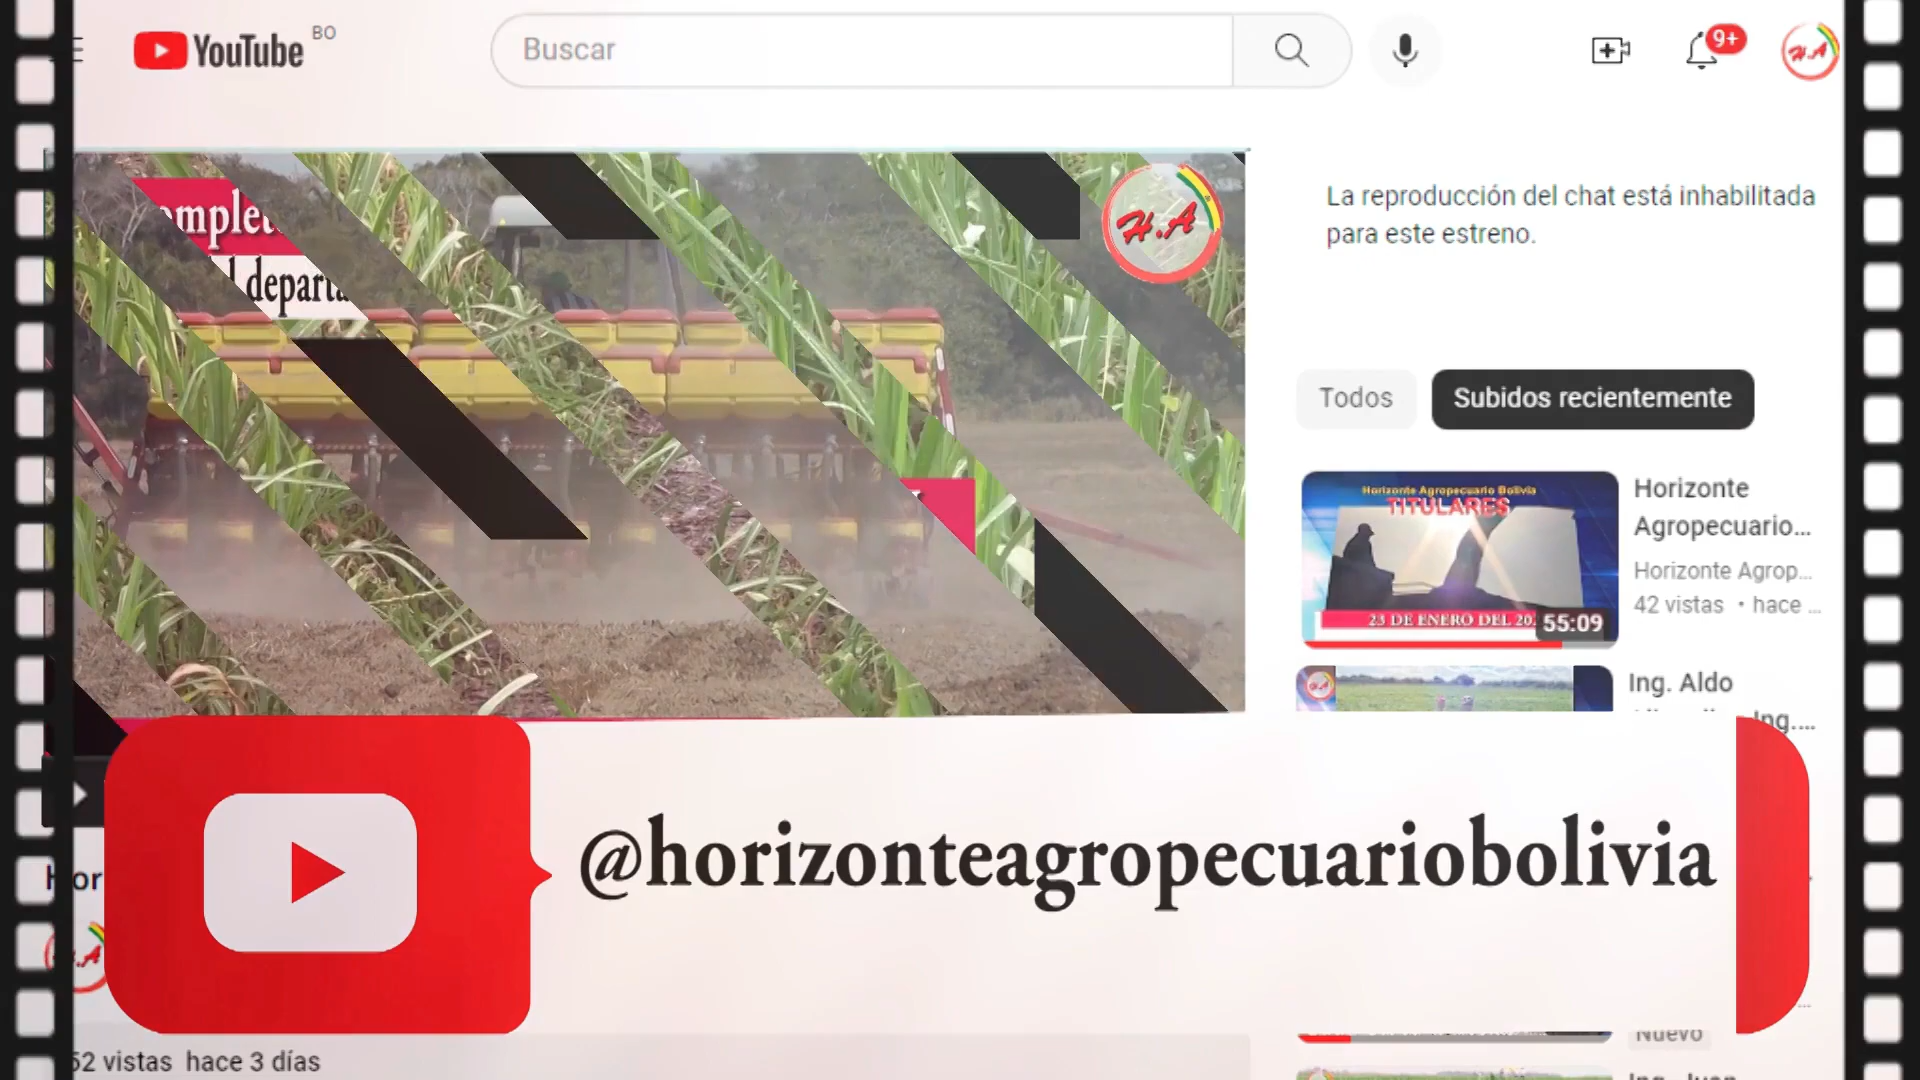 YouTube BO
Buscar
9+
H.A
H.A
La reproducción del chat está inhabilitada
para este estreno.
Todos
Subidos recientemente
Horizonte Agropecuario Bolivia
TITULARES
23 DE ENERO DEL 20
55:09
Horizonte
Agropecuario...
Horizonte Agrop...
42 vistas • hace ...
Ing. Aldo
Ing....
@horizonteagropecuariobolivia
Hor
52 vistas hace 3 días
Nuevo